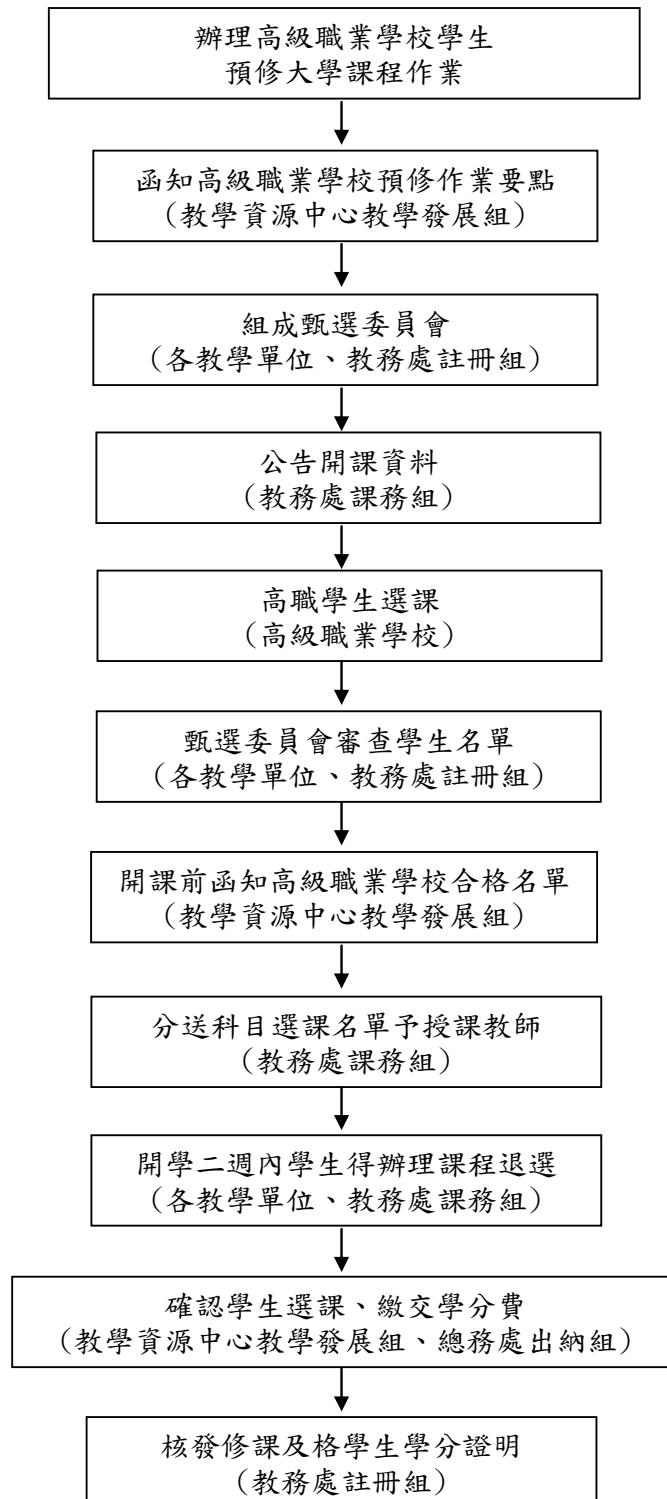 辦理高級職業學校學生
預修大學課程作業
函知高級職業學校預修作業要點
（教學資源中心教學發展組）
組成甄選委員會
（各教學單位、教務處註冊組）
公告開課資料
（教務處課務組）
高職學生選課
（高級職業學校）
甄選委員會審查學生名單
（各教學單位、教務處註冊組）
開課前函知高級職業學校合格名單
（教學資源中心教學發展組）
分送科目選課名單予授課教師
（教務處課務組）
開學二週內學生得辦理課程退選
（各教學單位、教務處課務組）
確認學生選課、繳交學分費
（教學資源中心教學發展組、總務處出納組）
核發修課及格學生學分證明
（教務處註冊組）